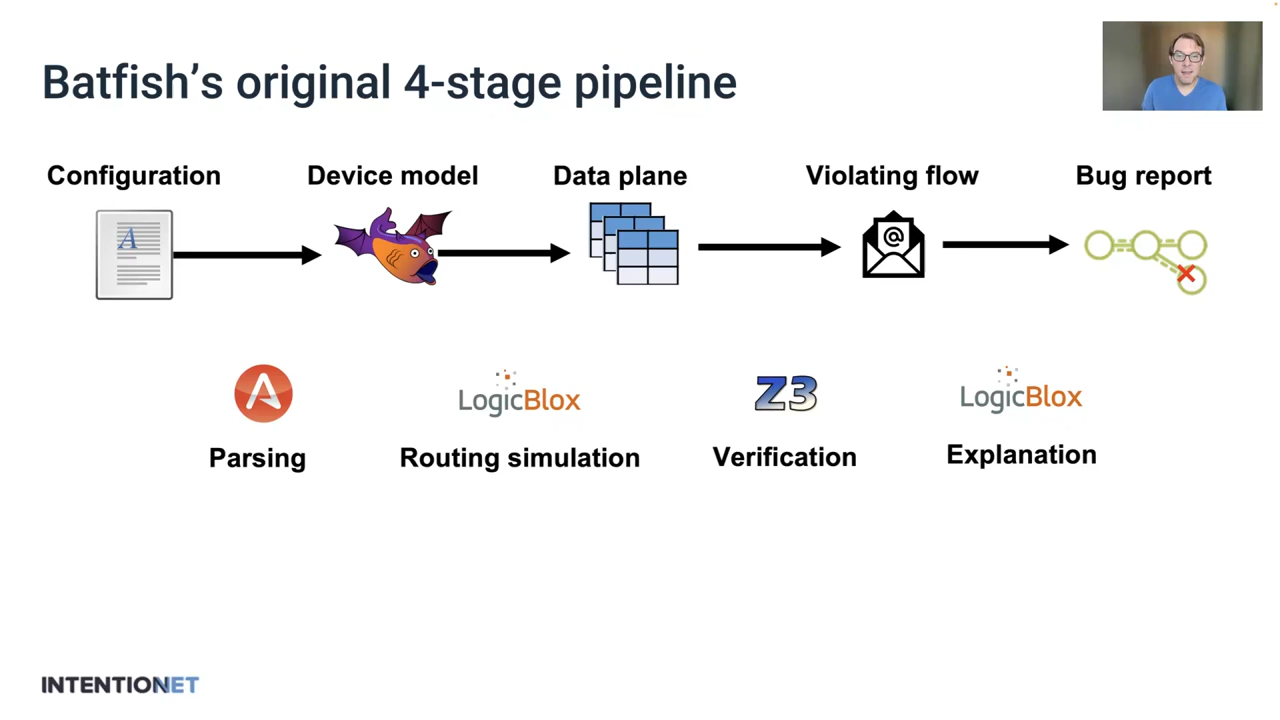 Batfish’s original 4-stage pipeline
Configuration
Device model
Data plane
Violating flow
Bug report
A
@
LogicBlox
Z3
LogicBlox
Parsing
Routing simulation
Verification
Explanation
INTENTIONET